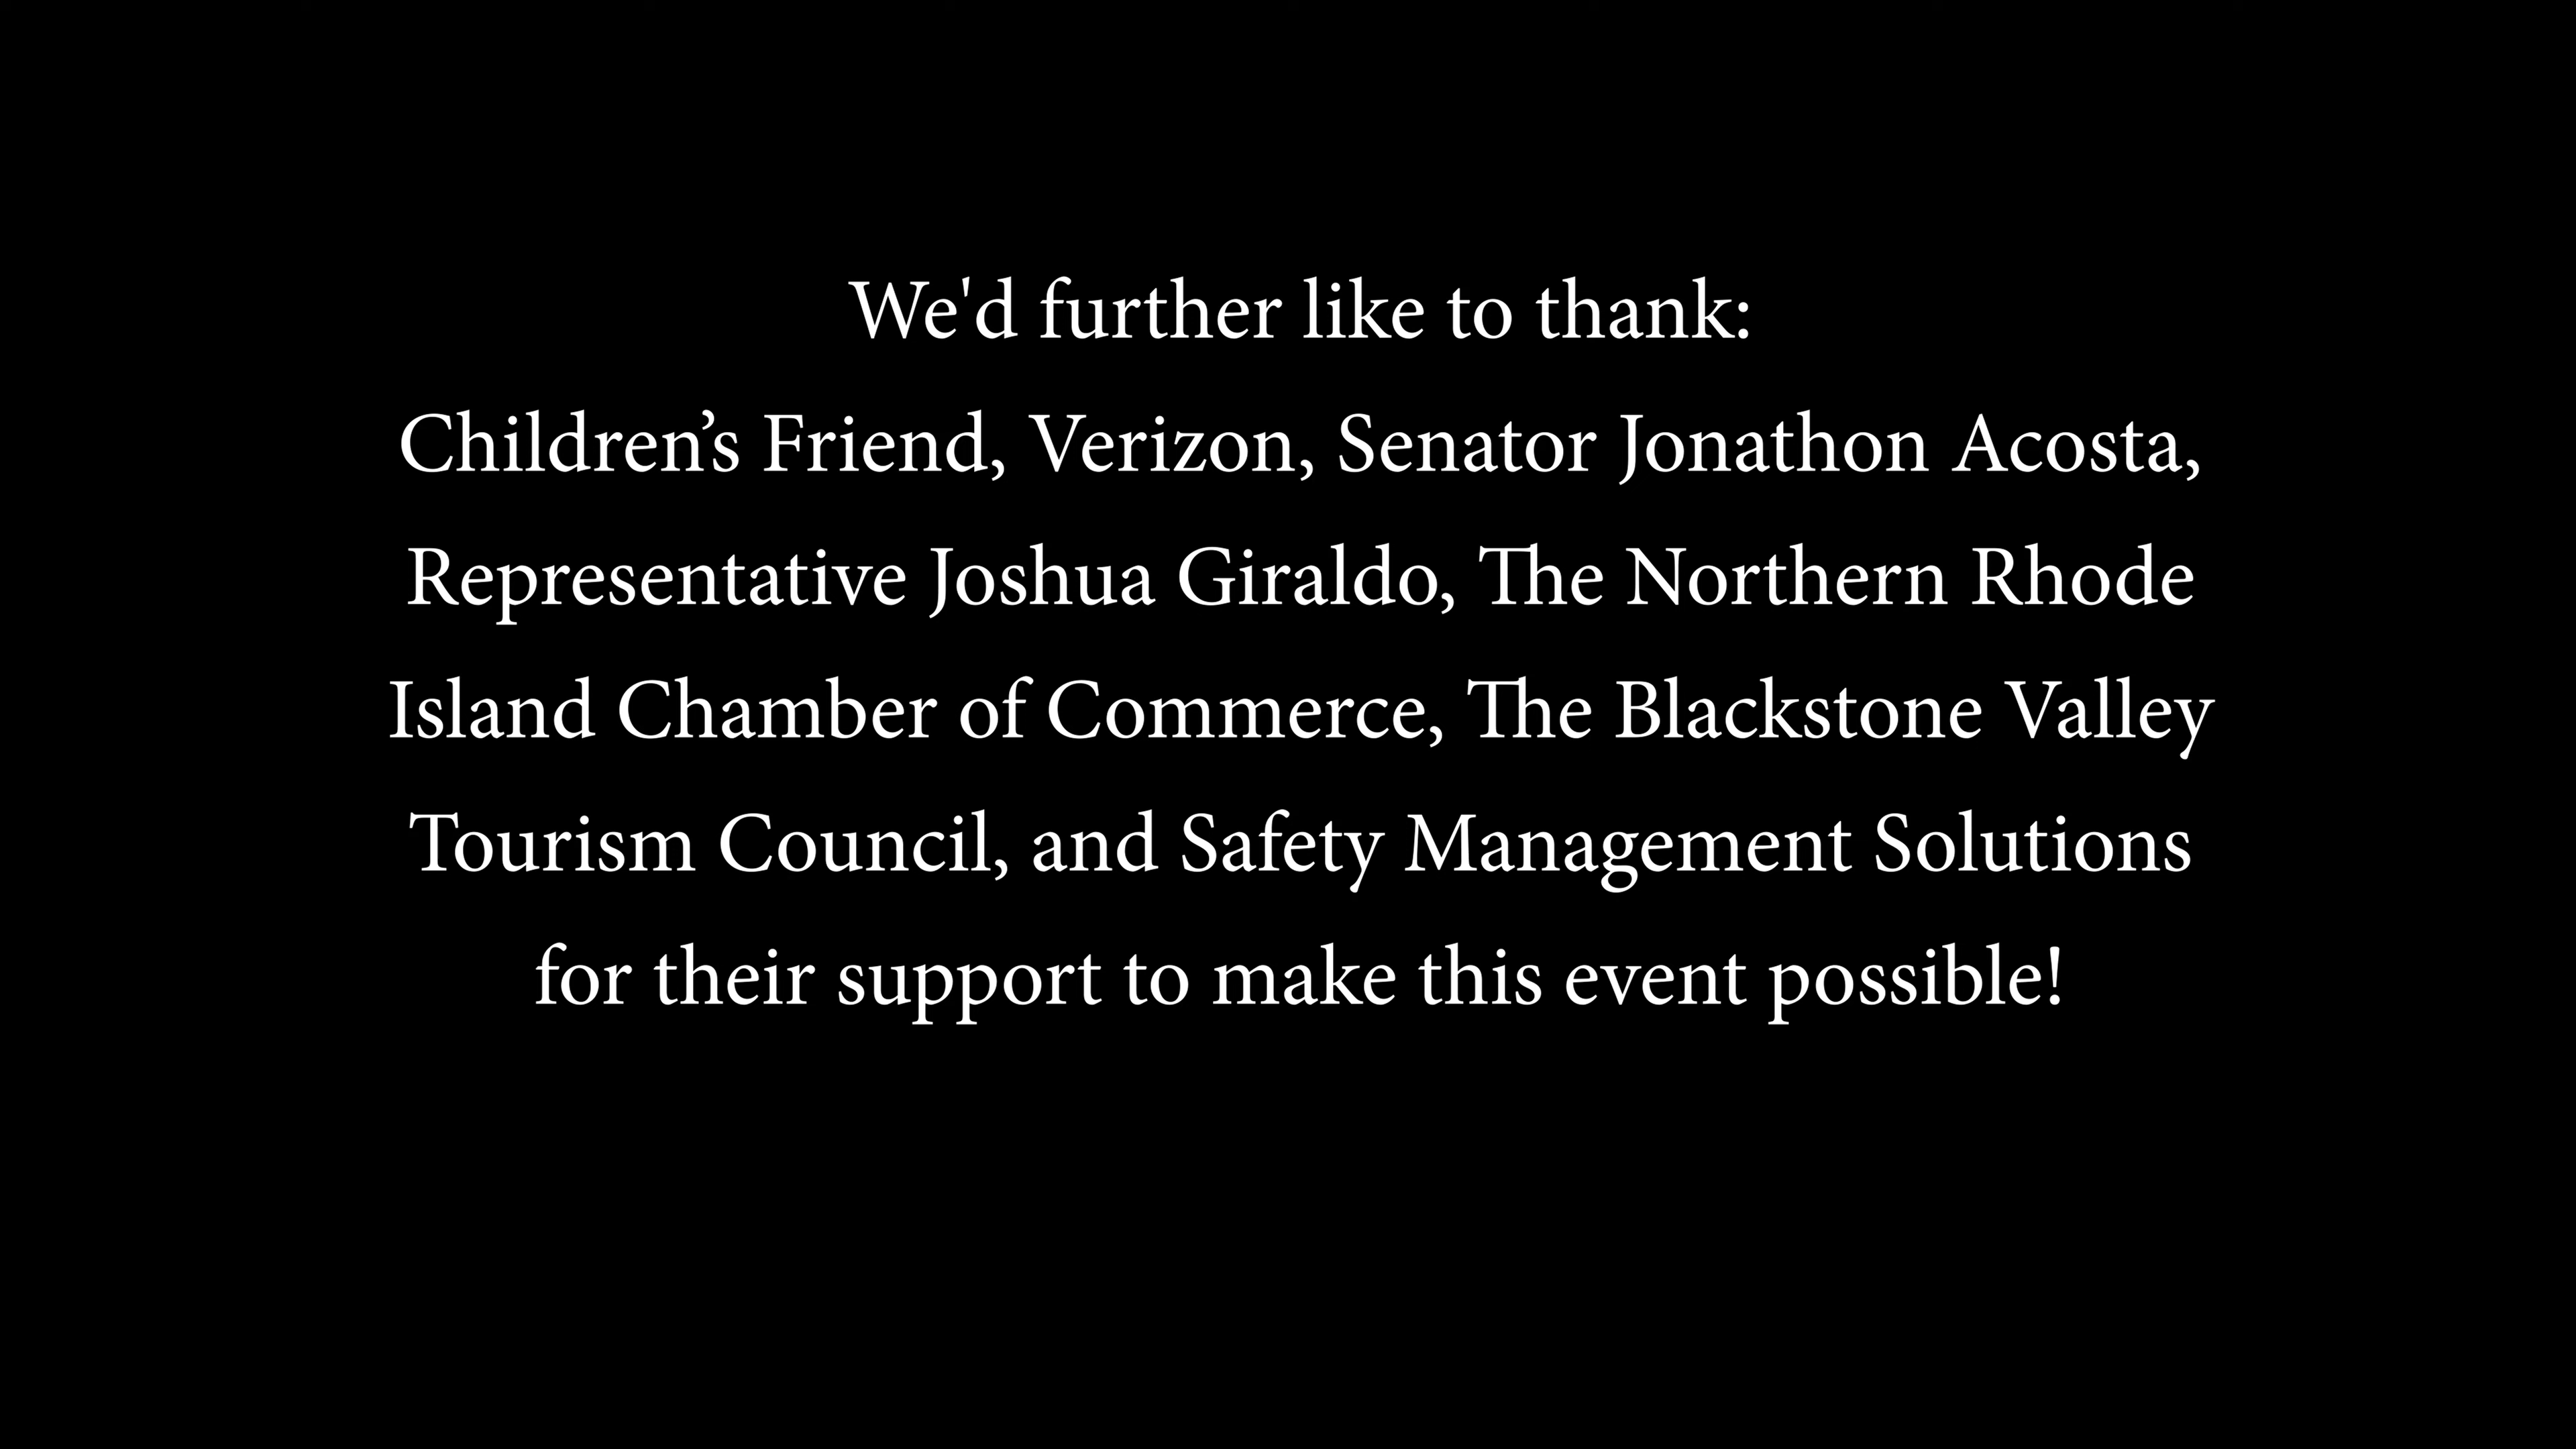 We'd further like to thank:
Children’s Friend, Verizon, Senator Jonathon Acosta,
Representative Joshua Giraldo, The Northern Rhode
Island Chamber of Commerce, The Blackstone Valley
Tourism Council, and Safety Management Solutions
for their support to make this event possible!